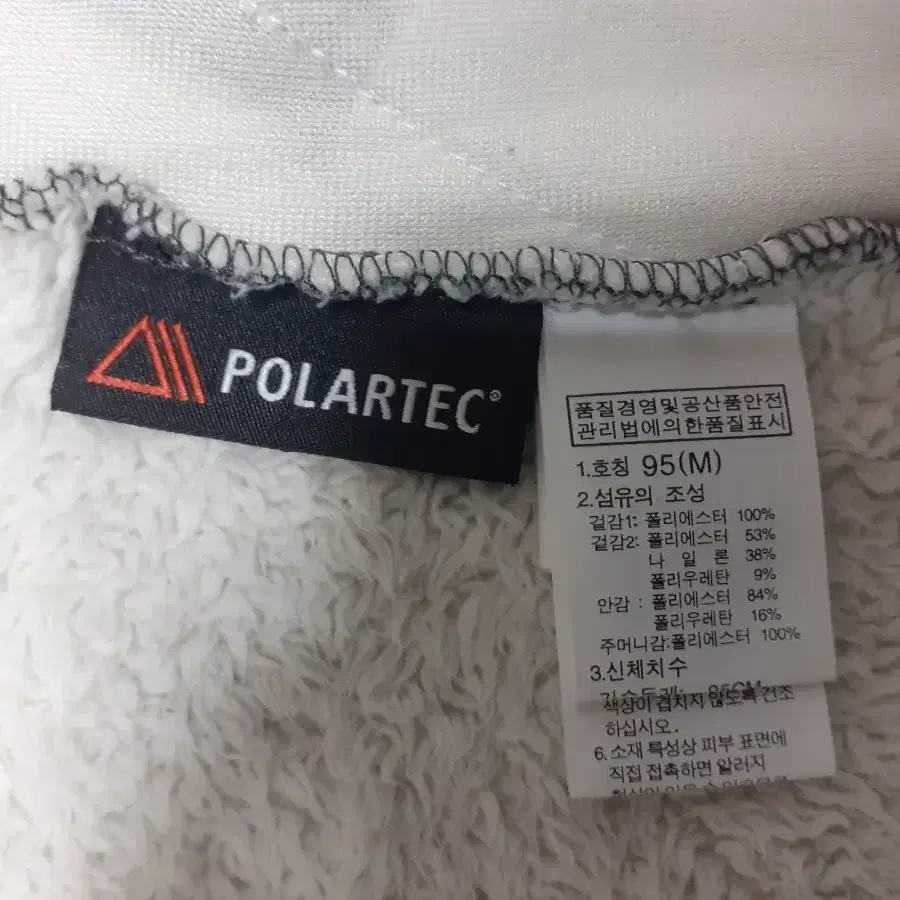 POLARTEC®
품질경영및공산품안전
관리법에의한품질표시
1.호칭 95(M)
2.섬유의 조성
겉감1: 폴리에스터 100%
겉감2: 폴리에스터 53%
나 일 론 38%
폴리우레탄 9%
안감 : 폴리에스터 84%
폴리우레탄 16%
주머니감:폴리에스터 100%
3.신체치수
색상이 겹치지 않도록 건조
하십시오.
6.소재 특성상 피부 표면에
직접 접촉하면 알러지